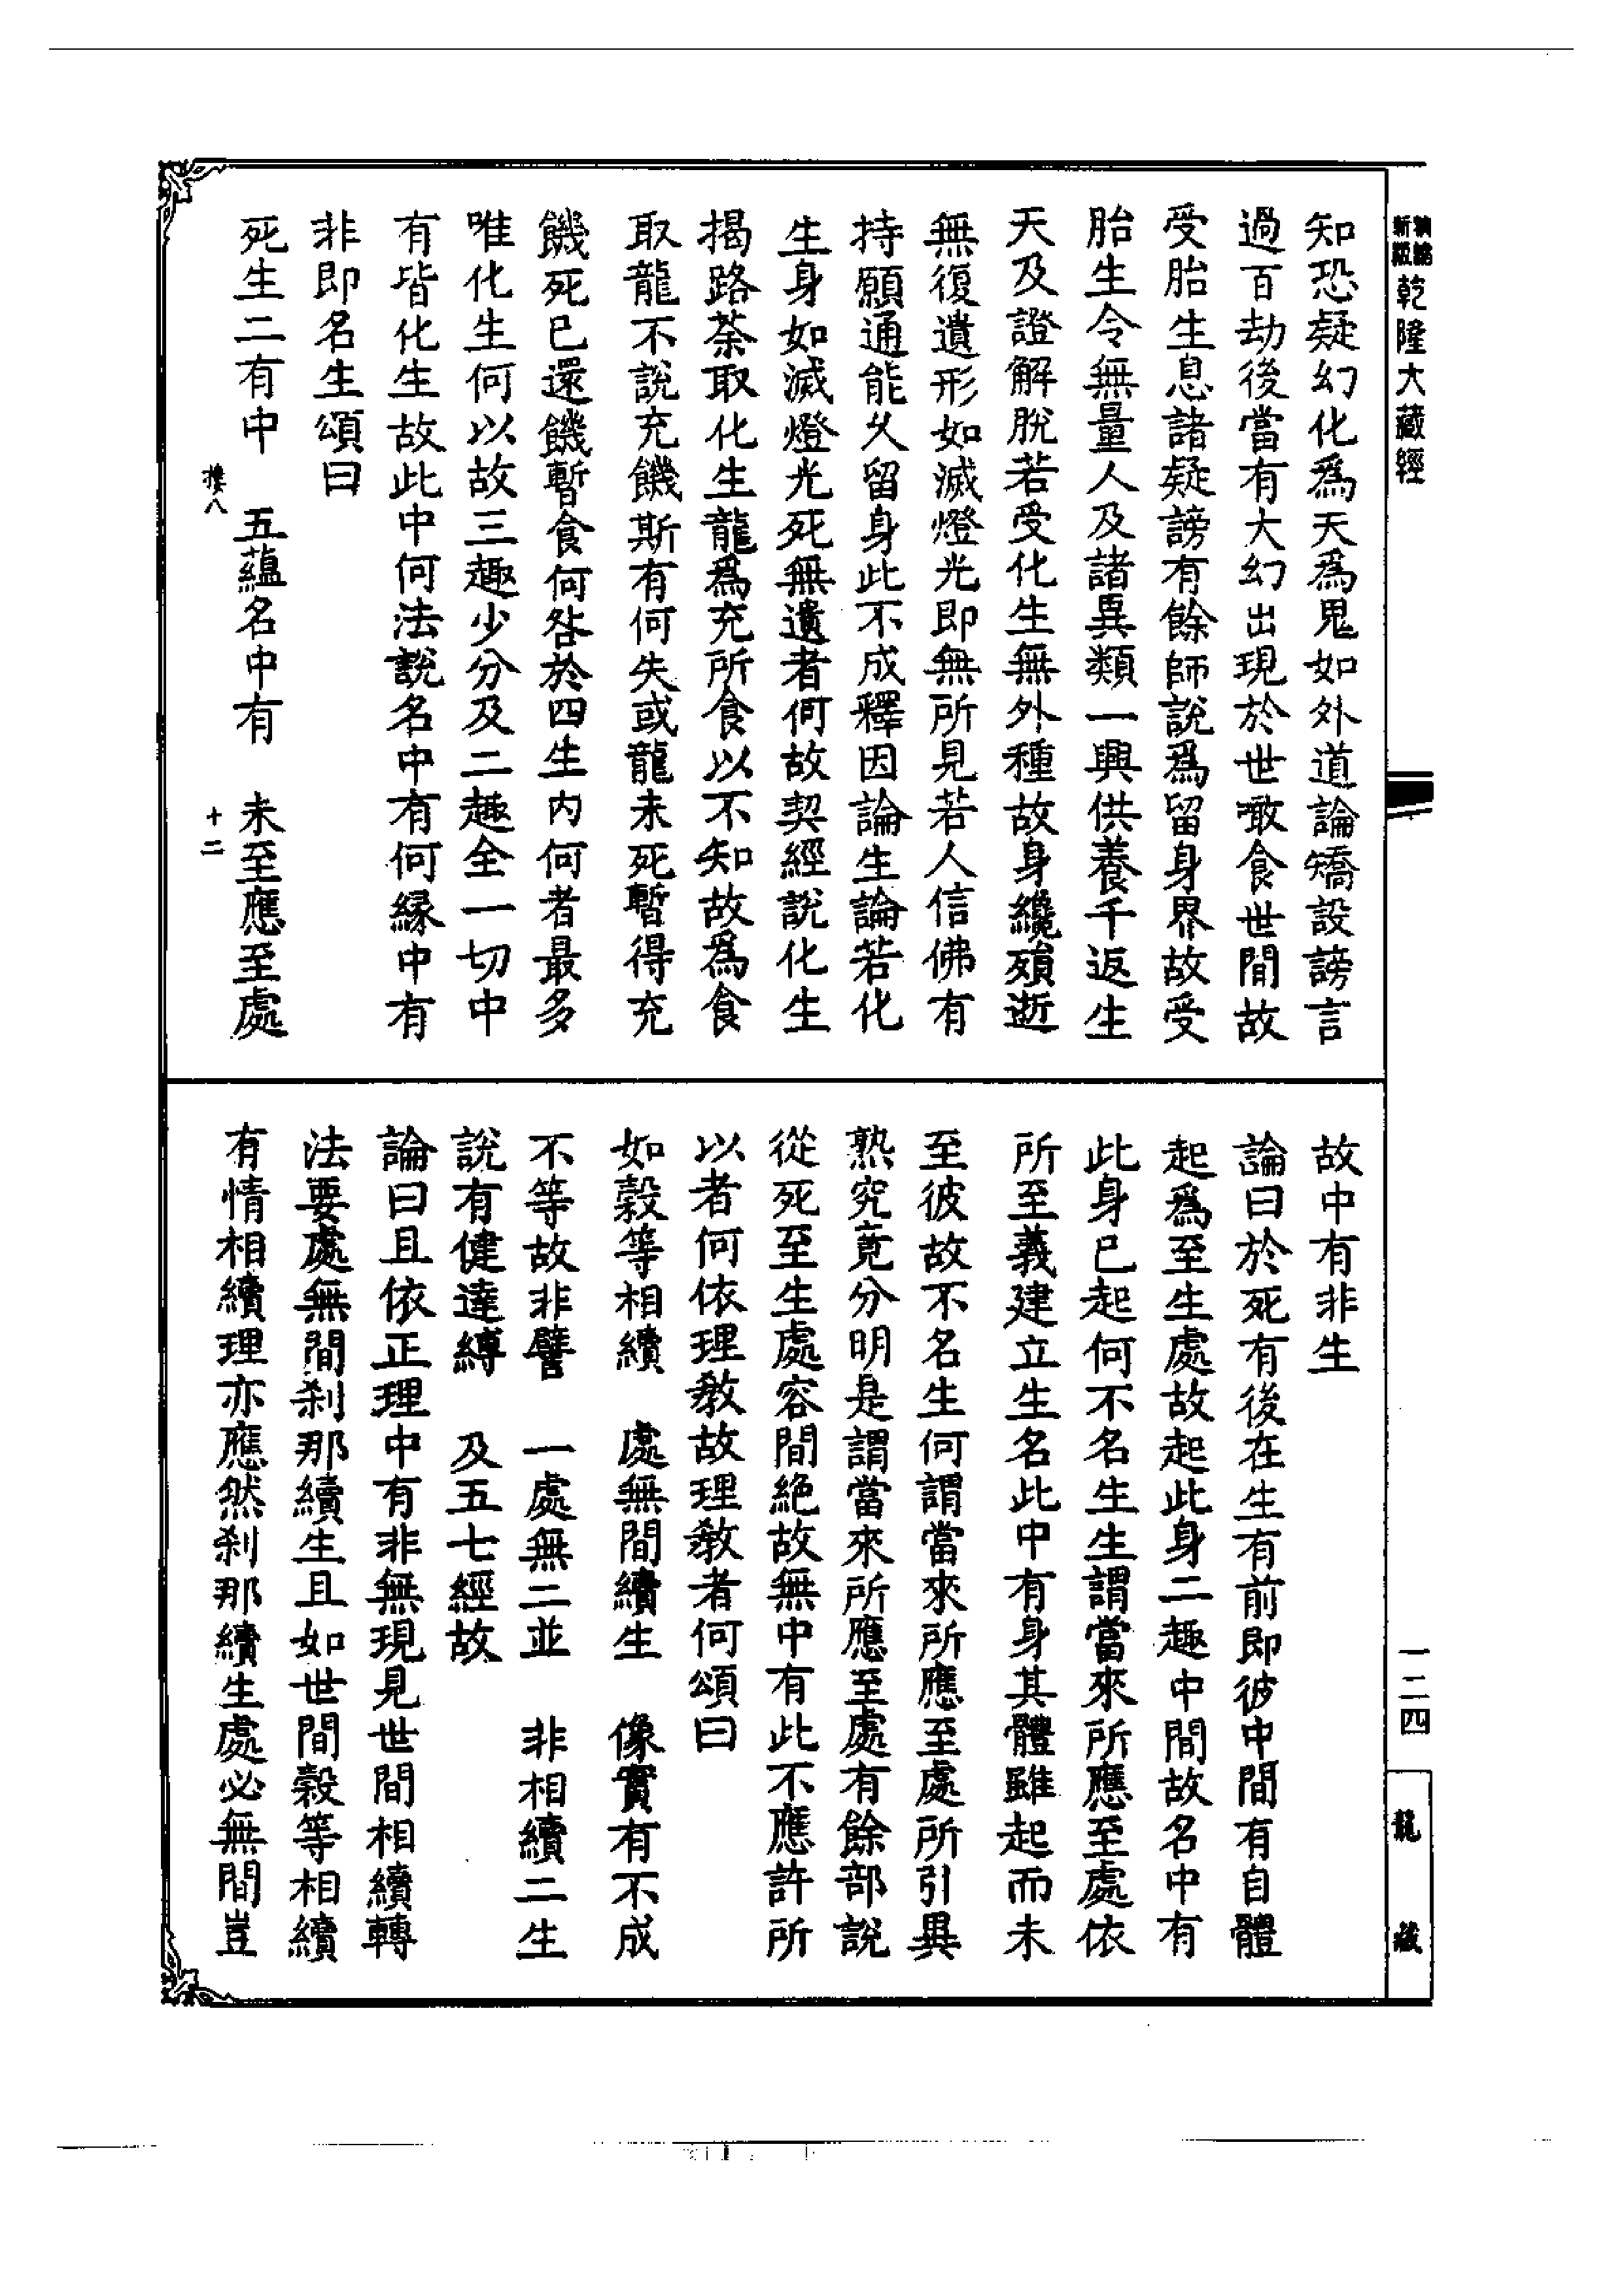 新編
縮版
乾隆大藏經
一二四
龍藏
知恐疑幻化爲天爲鬼如外道論矯設謗言
過百劫後當有大幻出現於世噉食世間故
受胎生息諸疑謗有餘師說爲留身界故受
胎生令無量人及諸異類一興供養千返生
天及證解脫若受化生無外種故身纔殞逝
無復遺形如滅燈光即無所見若人信佛有
持願通能久留身此不成釋因論生論若化
生身如滅燈光死無遺者何故契經說化生
揭路荼取化生龍爲充所食以不知故爲食
取龍不說充饑斯有何失或龍未死暫得充
饑死已還饑暫食何咎於四生內何者最多
唯化生何以故三趣少分及二趣全一切中
有皆化生故此中何法說名中有何緣中有
非即名生頌曰
死生二有中　五蘊名中有　未至應至處
樓八　十二
故中有非生
論曰於死有後在生有前即彼中間有自體
起爲至生處故起此身二趣中間故名中有
此身已起何不名生生謂當來所應至處依
所至義建立生名此中有身其體雖起而未
至彼故不名生何謂當來所應至處所引異
熟究竟分明是謂當來所應至處有餘部說
從死至生處容間絕故無中有此不應許所
以者何依理教故理教者何頌曰
如穀等相續　處無間續生　像實有不成
不等故非譬　一處無二並　非相續二生
說有健達縛　及五七經故
論曰且依正理中有非無現見世間相續轉
法要處無間剎那續生且如世間穀等相續
有情相續理亦應然剎那續生處必無間豈